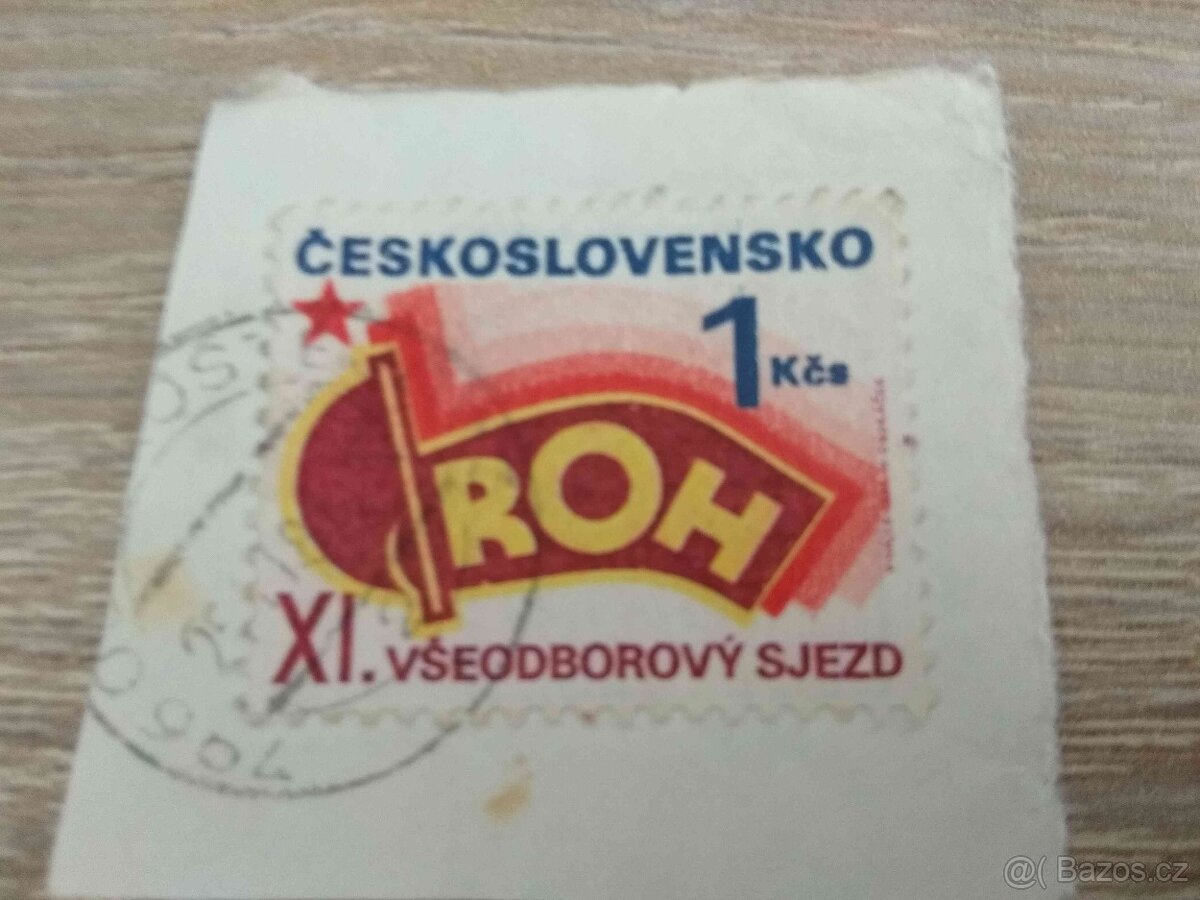 ČESKOSLOVENSKO
1 Kčs
ROH
XI. VŠEODBOROVÝ SJEZD
@( Bazos.cz